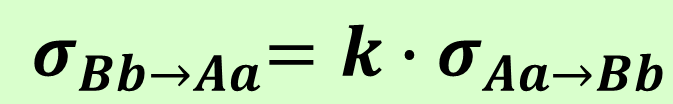 σ_{Bb→Aa} = k · σ_{Aa→Bb}